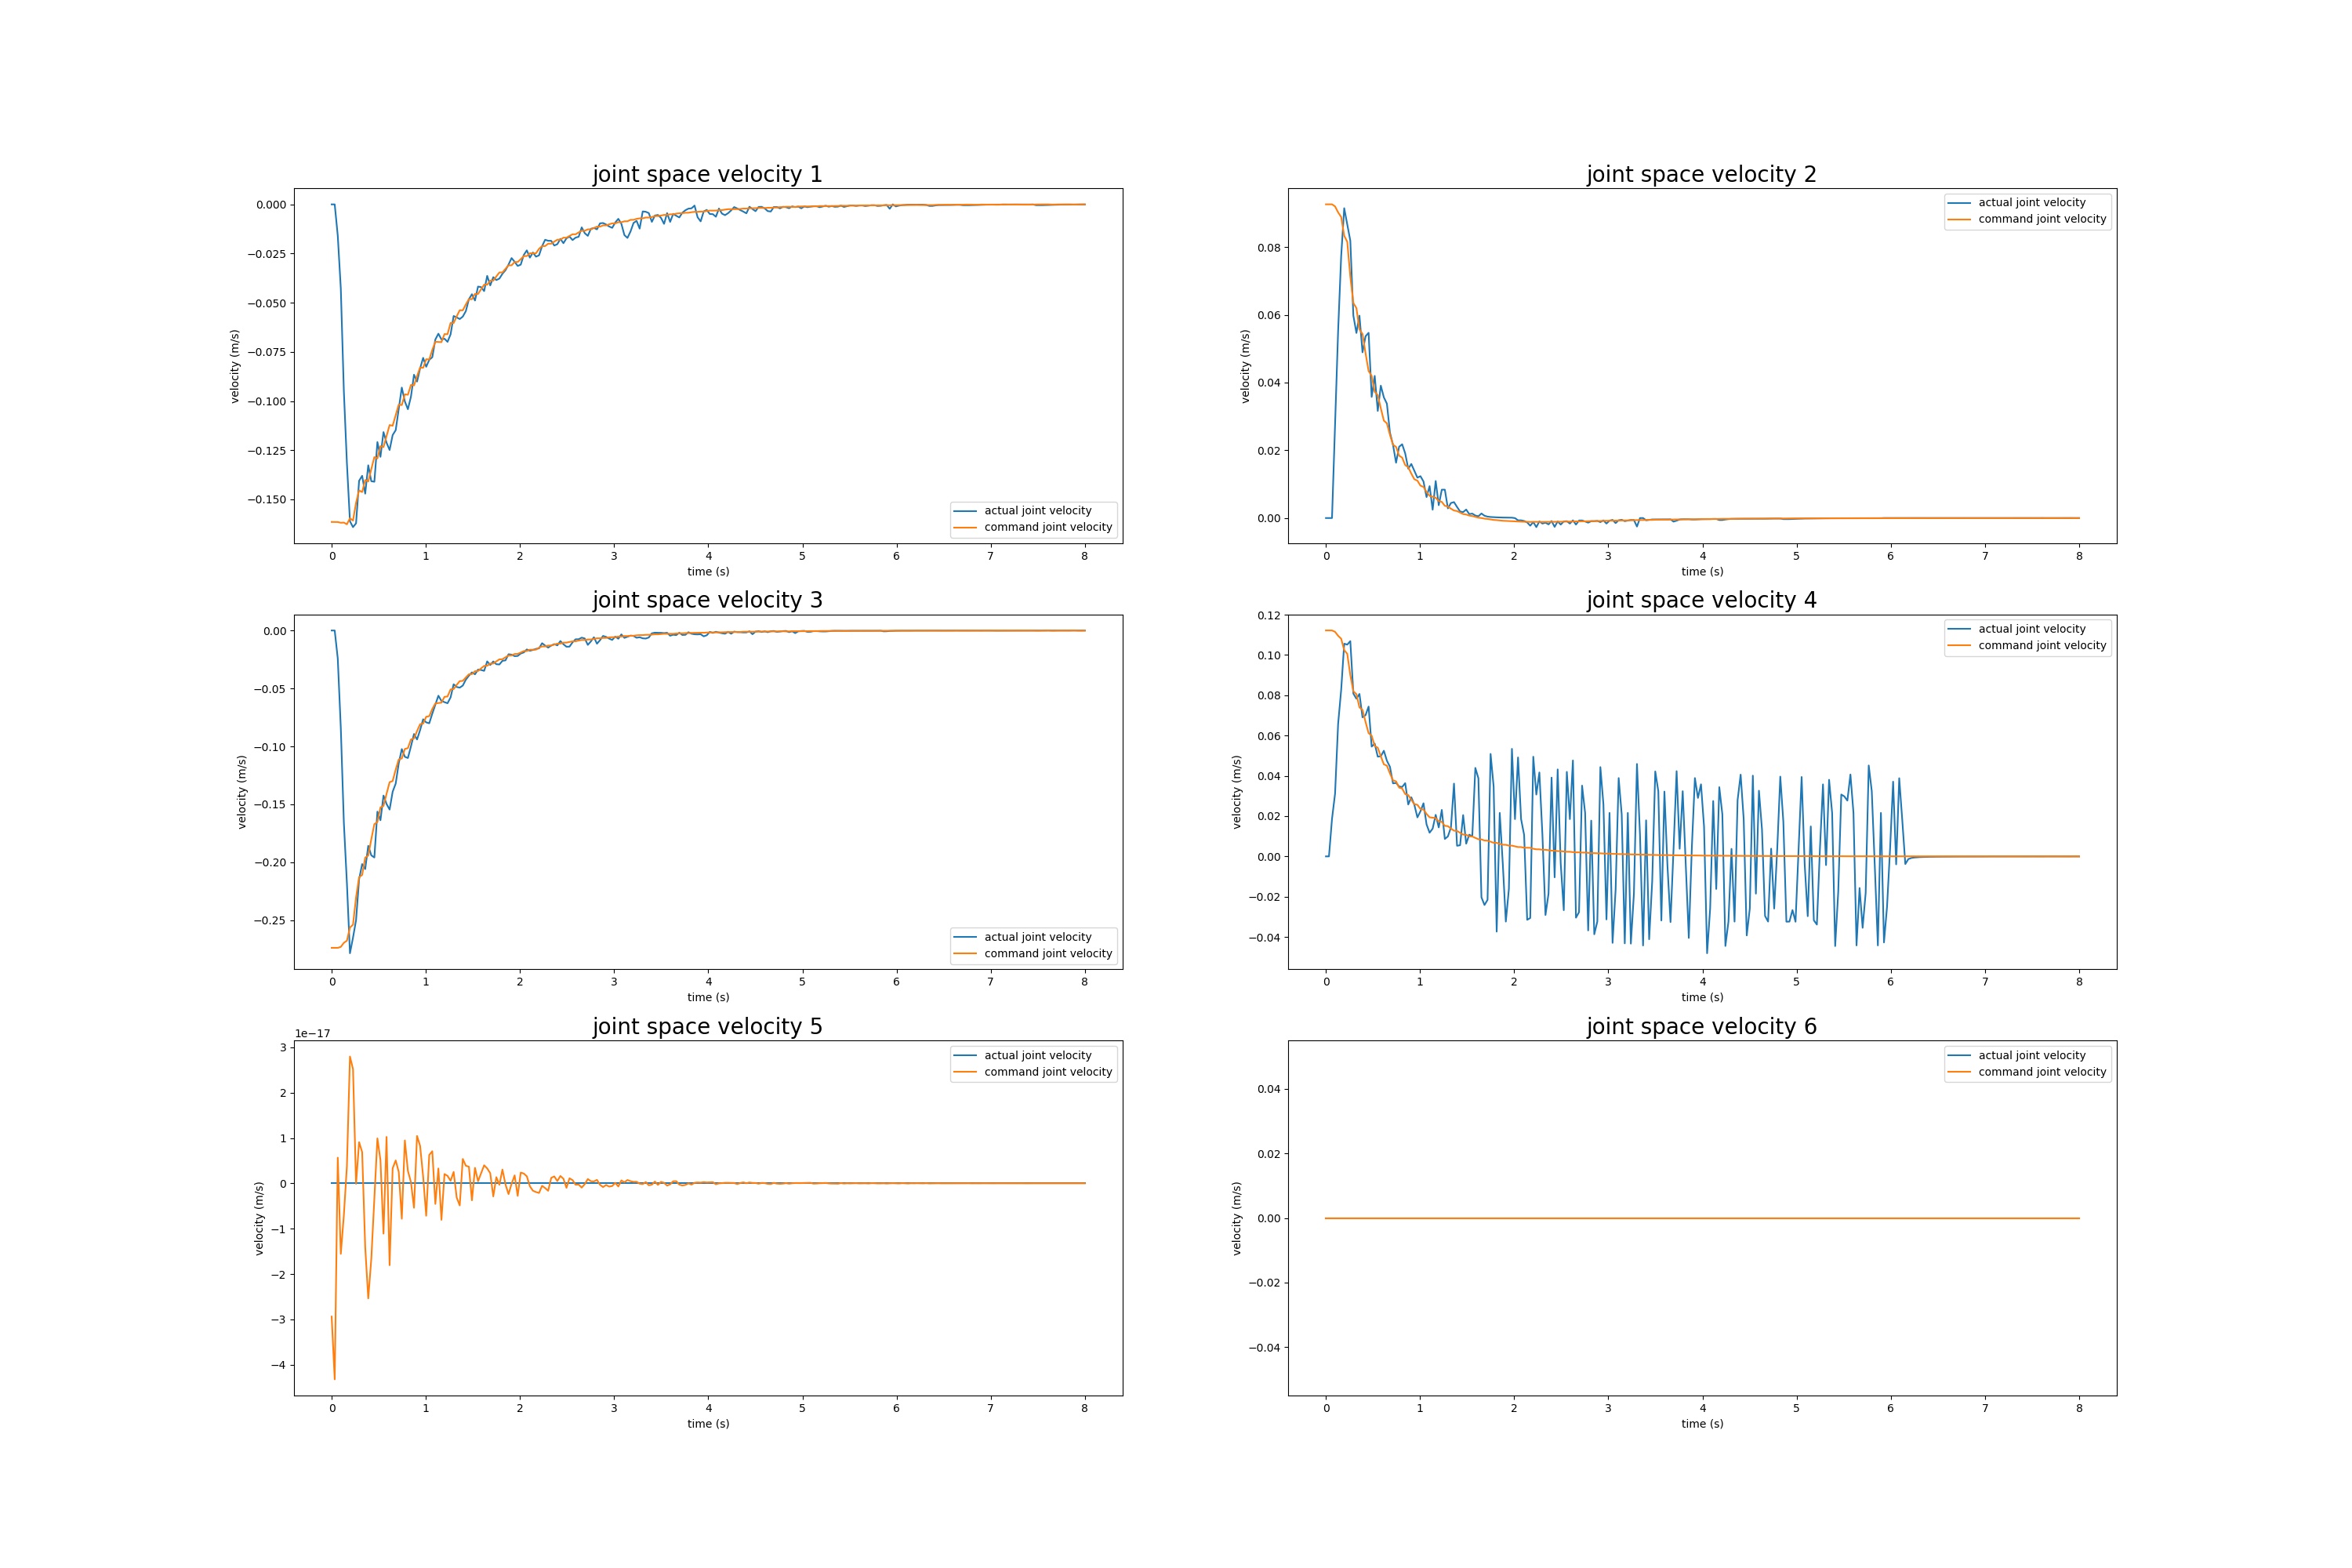 joint space velocity 1
0.000
−0.025
−0.050
−0.075
−0.100
−0.125
−0.150
velocity (m/s)
actual joint velocity
command joint velocity
0 1 2 3 4 5 6 7 8
time (s)
joint space velocity 2
0.08
0.06
0.04
0.02
0.00
velocity (m/s)
actual joint velocity
command joint velocity
0 1 2 3 4 5 6 7 8
time (s)
joint space velocity 3
0.00
−0.05
−0.10
−0.15
−0.20
−0.25
velocity (m/s)
actual joint velocity
command joint velocity
0 1 2 3 4 5 6 7 8
time (s)
joint space velocity 4
0.12
0.10
0.08
0.06
0.04
0.02
0.00
−0.02
−0.04
velocity (m/s)
actual joint velocity
command joint velocity
0 1 2 3 4 5 6 7 8
time (s)
joint space velocity 5
1e−17
3
2
1
0
−1
−2
−3
−4
velocity (m/s)
actual joint velocity
command joint velocity
0 1 2 3 4 5 6 7 8
time (s)
joint space velocity 6
0.04
0.02
0.00
−0.02
−0.04
velocity (m/s)
actual joint velocity
command joint velocity
0 1 2 3 4 5 6 7 8
time (s)